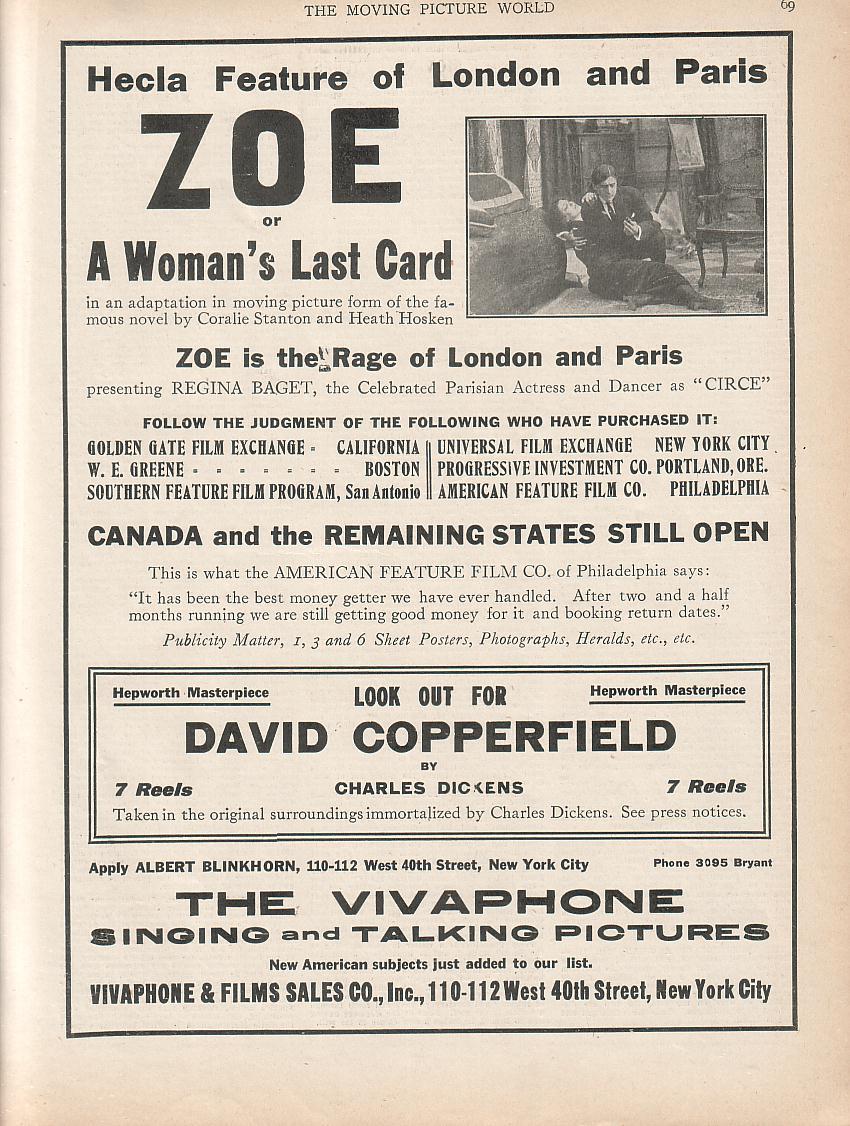 THE MOVING PICTURE WORLD 69
Hecla Feature of London and Paris
ZOE
or
A Woman's Last Card
in an adaptation in moving picture form of the fa-
mous novel by Coralie Stanton and Heath Hosken
ZOE is the Rage of London and Paris
presenting REGINA BAGET, the Celebrated Parisian Actress and Dancer as "CIRCE"
FOLLOW THE JUDGMENT OF THE FOLLOWING WHO HAVE PURCHASED IT:
GOLDEN GATE FILM EXCHANGE - CALIFORNIA
W. E. GREENE - - - - - - - BOSTON
SOUTHERN FEATURE FILM PROGRAM, San Antonio
UNIVERSAL FILM EXCHANGE NEW YORK CITY
PROGRESSIVE INVESTMENT CO. PORTLAND, ORE.
AMERICAN FEATURE FILM CO. PHILADELPHIA
CANADA and the REMAINING STATES STILL OPEN
This is what the AMERICAN FEATURE FILM CO. of Philadelphia says:
"It has been the best money getter we have ever handled. After two and a half
months running we are still getting good money for it and booking return dates."
Publicity Matter, 1, 3 and 6 Sheet Posters, Photographs, Heralds, etc., etc.
Hepworth Masterpiece LOOK OUT FOR Hepworth Masterpiece
DAVID COPPERFIELD
BY
7 Reels CHARLES DICKENS 7 Reels
Taken in the original surroundings immortalized by Charles Dickens. See press notices.
Apply ALBERT BLINKHORN, 110-112 West 40th Street, New York City Phone 3095 Bryant
THE VIVAPHONE
SINGING and TALKING PICTURES
New American subjects just added to our list.
VIVAPHONE & FILMS SALES CO., Inc., 110-112 West 40th Street, New York City